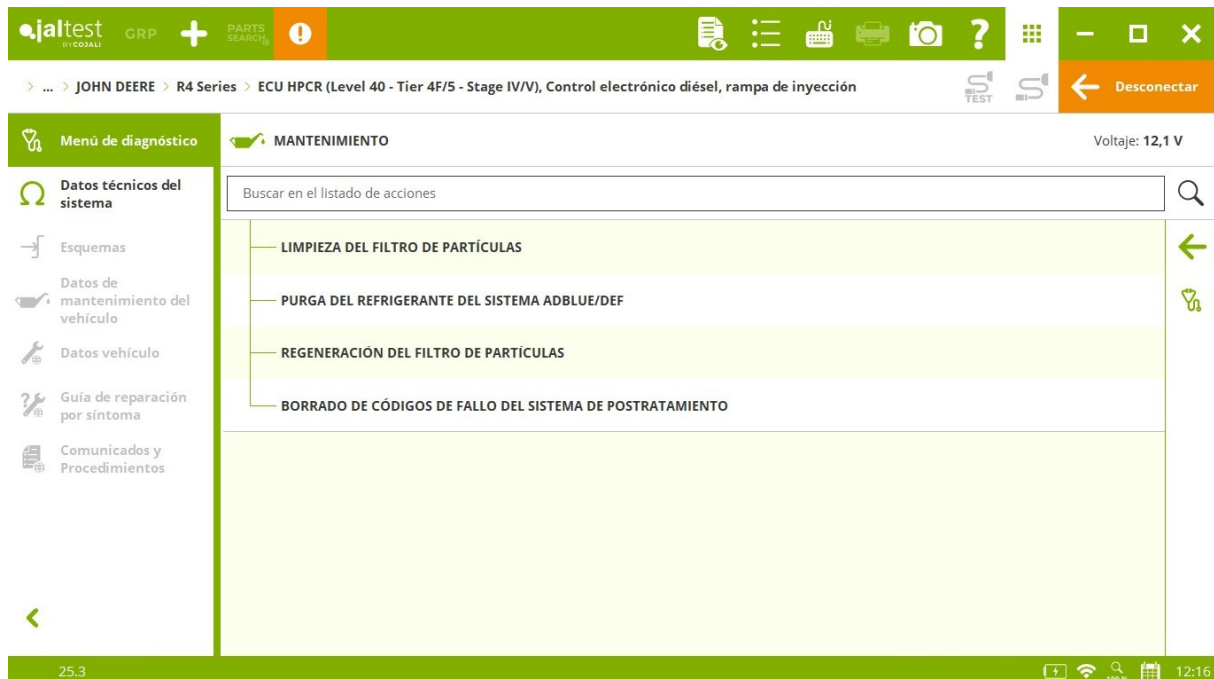 jaltest
BY COJALI
GRP
PARTS
SEARCH
> ... > JOHN DEERE > R4 Series > ECU HPCR (Level 40 - Tier 4F/5 - Stage IV/V), Control electrónico diésel, rampa de inyección
TEST
Desconectar
Menú de diagnóstico
MANTENIMIENTO
Voltaje: 12,1 V
Datos técnicos del
sistema
Buscar en el listado de acciones
Esquemas
LIMPIEZA DEL FILTRO DE PARTÍCULAS
Datos de
mantenimiento del
vehículo
PURGA DEL REFRIGERANTE DEL SISTEMA ADBLUE/DEF
Datos vehículo
REGENERACIÓN DEL FILTRO DE PARTÍCULAS
Guía de reparación
por síntoma
BORRADO DE CÓDIGOS DE FALLO DEL SISTEMA DE POSTRATAMIENTO
Comunicados y
Procedimientos
25.3
12:16